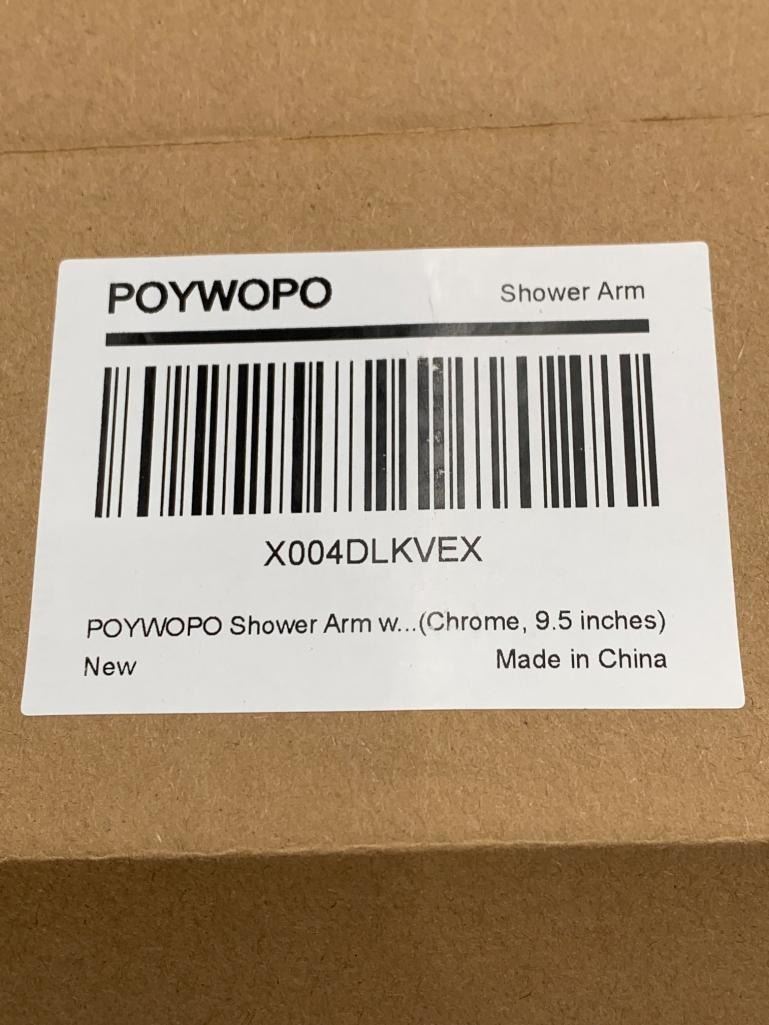 POYWOPO Shower Arm
X004DLKVEX
POYWOPO Shower Arm w...(Chrome, 9.5 inches)
New Made in China